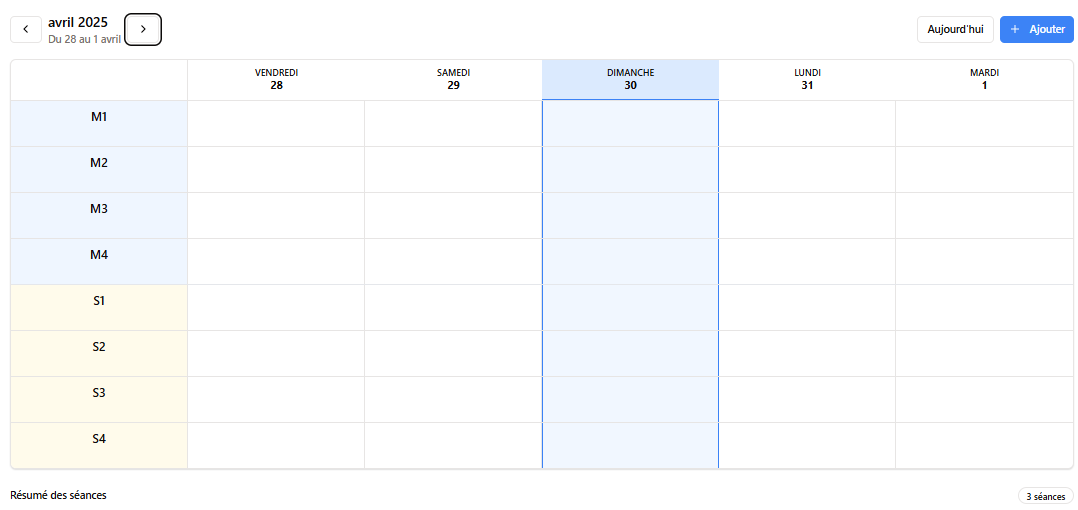 avril 2025
Du 28 au 1 avril
Aujourd'hui
+ Ajouter
VENDREDI SAMEDI DIMANCHE LUNDI MARDI
28 29 30 31 1
M1
M2
M3
M4
S1
S2
S3
S4
Résumé des séances
3 séances